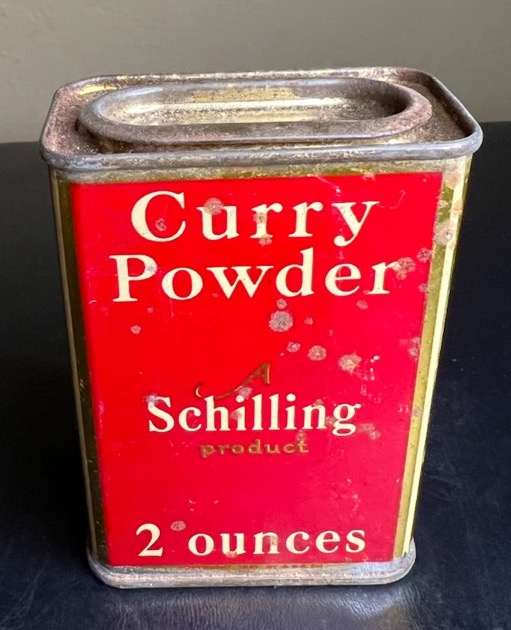 Curry
Powder
A
Schilling
product
2 ounces